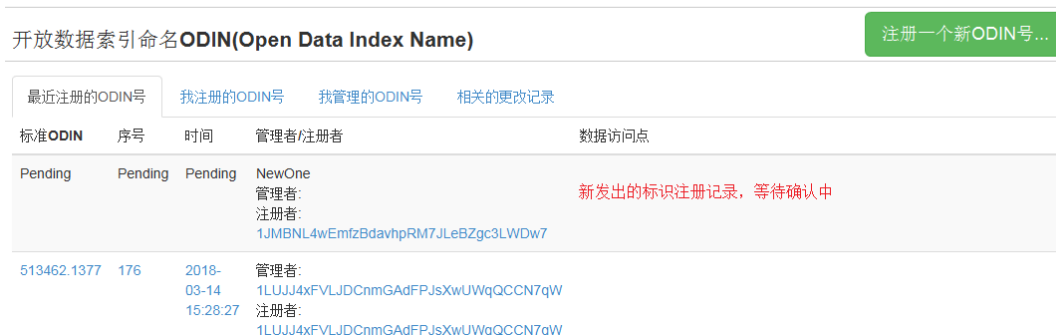 开放数据索引命名ODIN(Open Data Index Name)
注册一个新ODIN号...
最近注册的ODIN号 我注册的ODIN号 我管理的ODIN号 相关的更改记录
标准ODIN 序号 时间 管理者/注册者 数据访问点
Pending Pending Pending NewOne
管理者:
新发出的标识注册记录，等待确认中
注册者:
1JMBNL4wEmfzBdavhpRM7JLeBZgc3LWDw7
513462.1377 176 2018-03-14 15:28:27 管理者:
1LUJJ4xFVLJDCnmGAdFPJsXwUWqQCCN7qW
注册者:
1LUJJ4xFVLJDCnmGAdFPJsXwUWqQCCN7qW